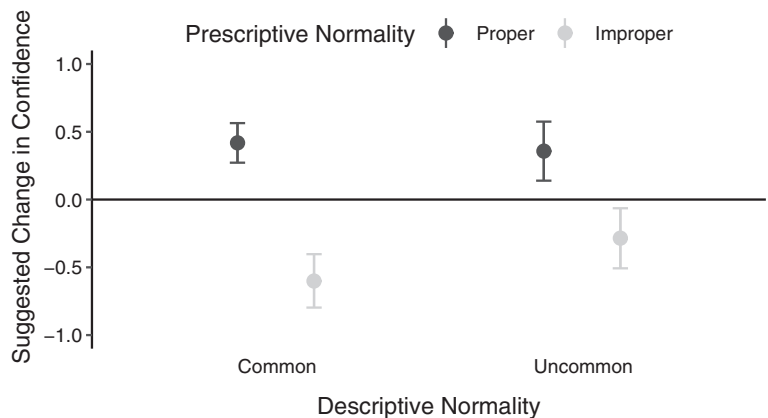 Prescriptive Normality Proper Improper
Suggested Change in Confidence
1.0
0.5
0.0
−0.5
−1.0
Common Uncommon
Descriptive Normality